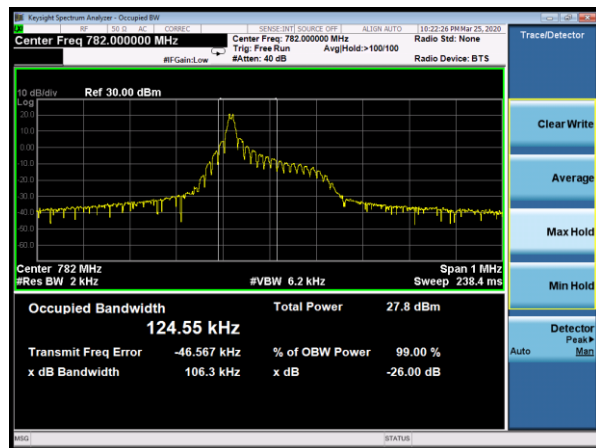 Keysight Spectrum Analyzer - Occupied BW
RF 50 Ω AC CORREC SENSE:INT SOURCE OFF ALIGN AUTO 10:22:26 PM Mar 25, 2020
Center Freq 782.000000 MHz Center Freq: 782.000000 MHz Radio Std: None
Trig: Free Run Avg|Hold:>100/100
#IFGain:Low #Atten: 40 dB Radio Device: BTS
Trace/Detector
10 dB/div Ref 30.00 dBm
Log
20.0
10.0
0.00
-10.0
-20.0
-30.0
-40.0
-50.0
-60.0
Center 782 MHz Span 1 MHz
#Res BW 2 kHz #VBW 6.2 kHz Sweep 238.4 ms
Occupied Bandwidth Total Power 27.8 dBm
124.55 kHz
Transmit Freq Error -46.567 kHz % of OBW Power 99.00 %
x dB Bandwidth 106.3 kHz x dB -26.00 dB
Clear Write
Average
Max Hold
Min Hold
Detector
Peak▶
Auto Man
MSG STATUS